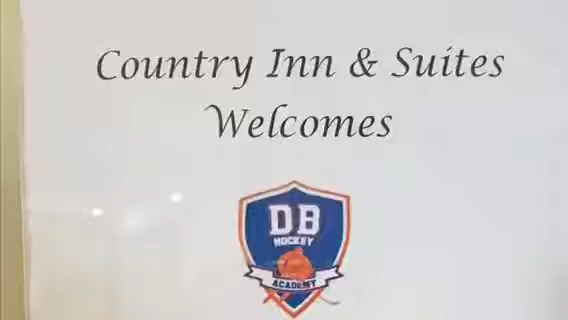 Country Inn & Suites
Welcomes
DB
HOCKEY
ACADEMY